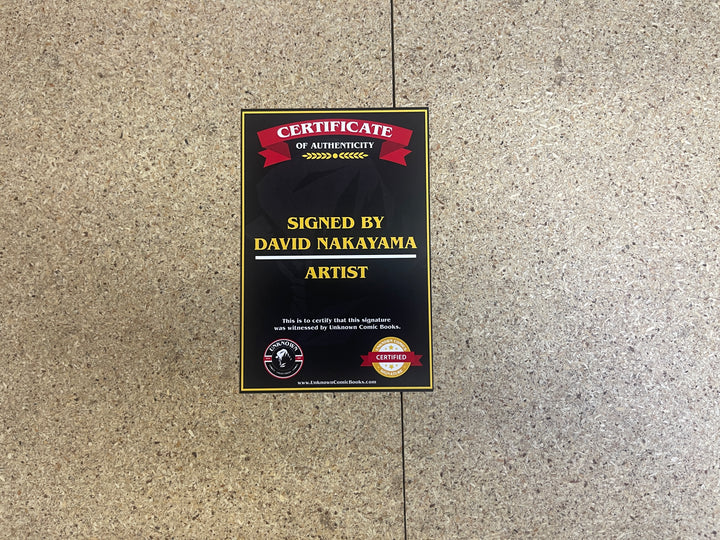 CERTIFICATE
OF AUTHENTICITY
SIGNED BY
DAVID NAKAYAMA
ARTIST
This is to certify that this signature
was witnessed by Unknown Comic Books.
UNKNOWN
CERTIFIED
www.UnknownComicBooks.com